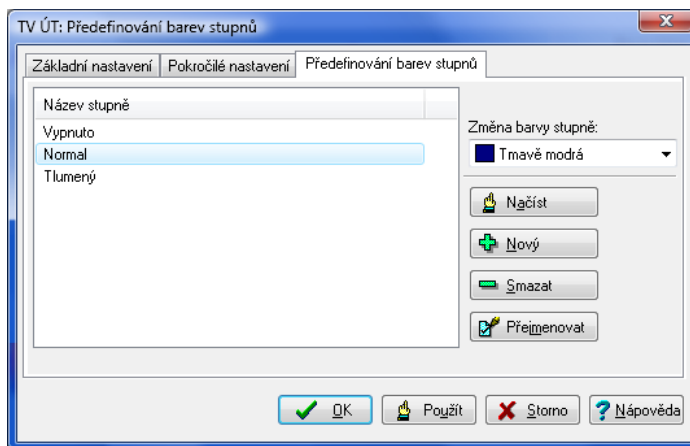 TV ÚT: Předefinování barev stupnů
Základní nastavení Pokročilé nastavení Předefinování barev stupnů
Název stupně
Vypnuto
Normal
Tlumený
Změna barvy stupně:
Tmavě modrá
Načíst
Nový
Smazat
Přejmenovat
OK Použít Storno Nápověda